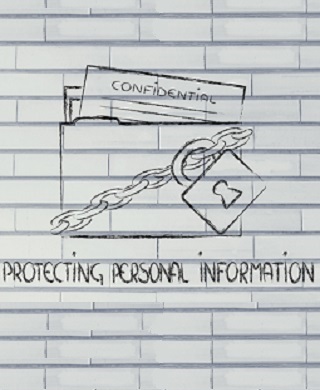 CONFIDENTIAL
PROTECTING PERSONAL INFORMATION